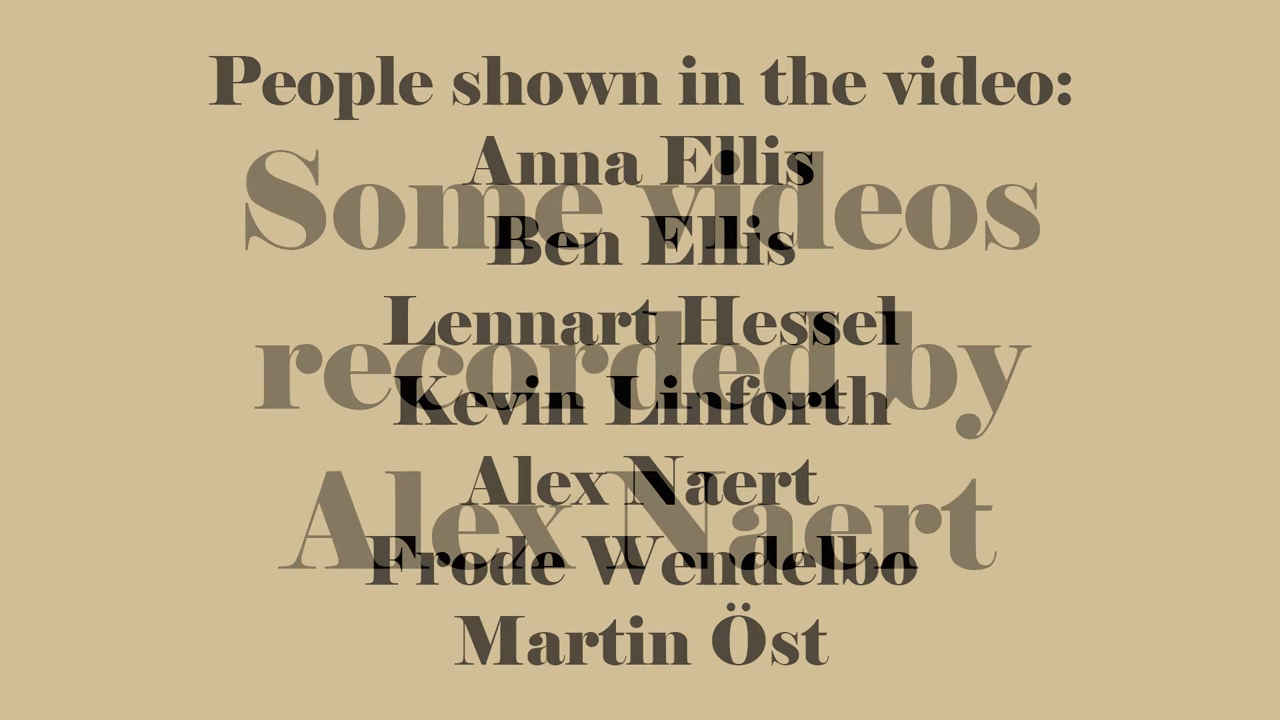 People shown in the video:
Anna Ellis
Ben Ellis
Lennart Hessel
Kevin Linforth
Alex Naert
Frode Wendelbo
Martin Öst
Some videos
recorded by
Alex Naert